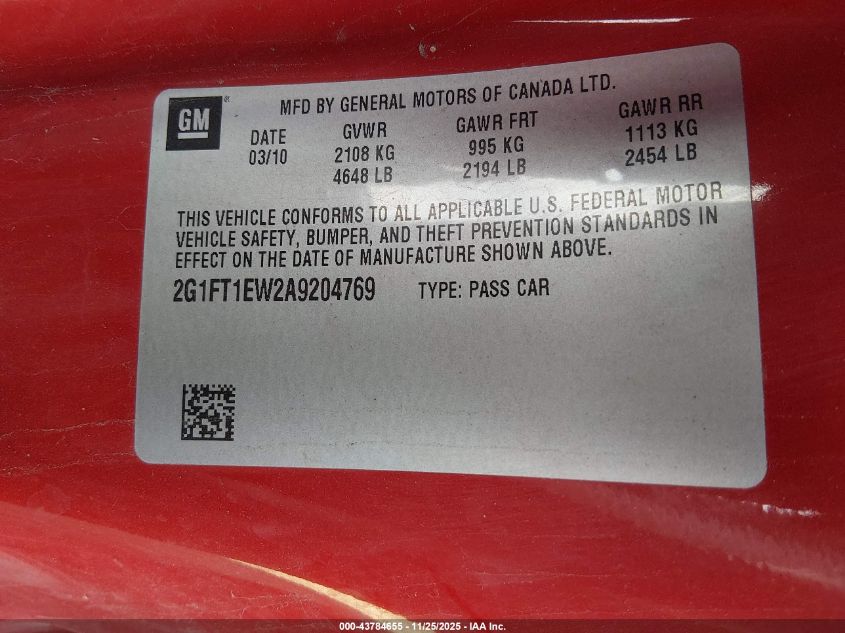 GM®
MFD BY GENERAL MOTORS OF CANADA LTD.
DATE GVWR GAWR FRT GAWR RR
03/10 2108 KG 995 KG 1113 KG
4648 LB 2194 LB 2454 LB
THIS VEHICLE CONFORMS TO ALL APPLICABLE U.S. FEDERAL MOTOR
VEHICLE SAFETY, BUMPER, AND THEFT PREVENTION STANDARDS IN
EFFECT ON THE DATE OF MANUFACTURE SHOWN ABOVE.
2G1FT1EW2A9204769 TYPE: PASS CAR
000-43784655 - 11/25/2025 - IAA Inc.